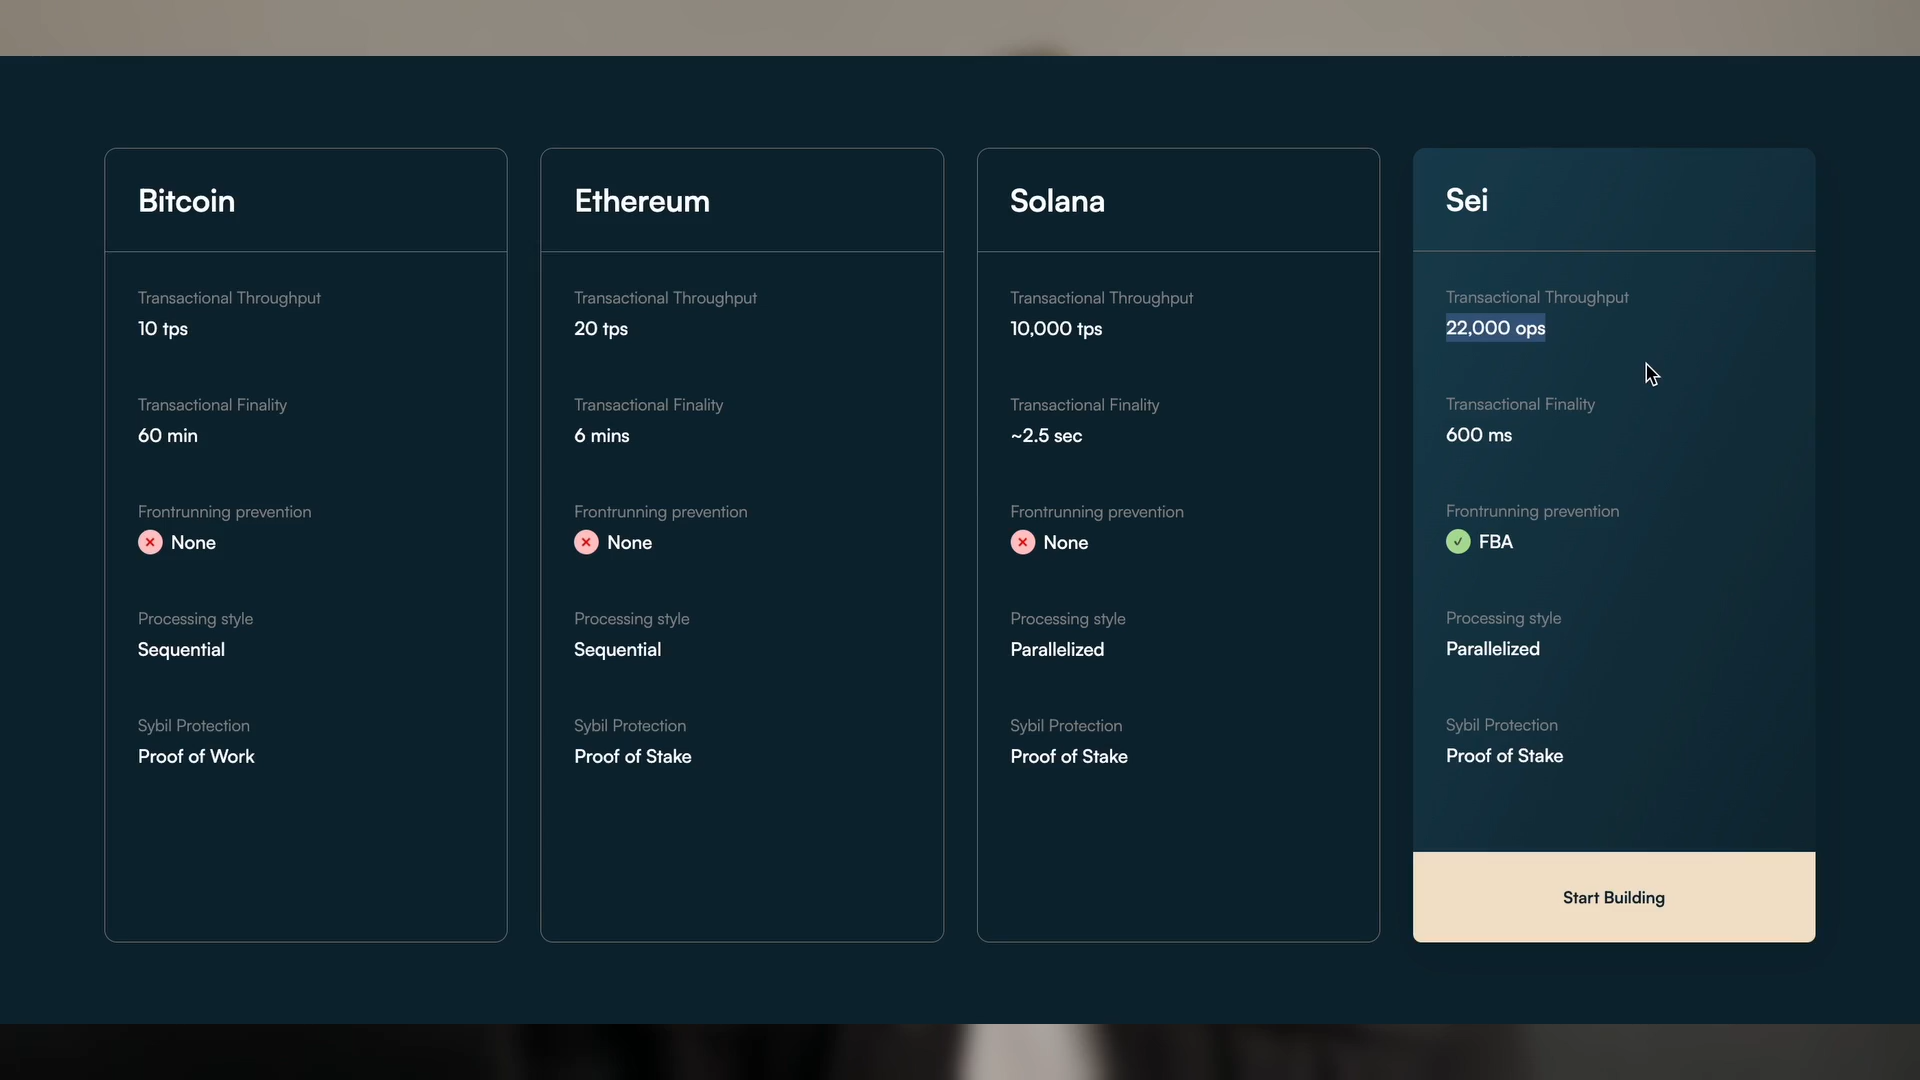 Bitcoin
Transactional Throughput
10 tps
Transactional Finality
60 min
Frontrunning prevention
None
Processing style
Sequential
Sybil Protection
Proof of Work
Ethereum
Transactional Throughput
20 tps
Transactional Finality
6 mins
Frontrunning prevention
None
Processing style
Sequential
Sybil Protection
Proof of Stake
Solana
Transactional Throughput
10,000 tps
Transactional Finality
~2.5 sec
Frontrunning prevention
None
Processing style
Parallelized
Sybil Protection
Proof of Stake
Sei
Transactional Throughput
22,000 ops
Transactional Finality
600 ms
Frontrunning prevention
FBA
Processing style
Parallelized
Sybil Protection
Proof of Stake
Start Building